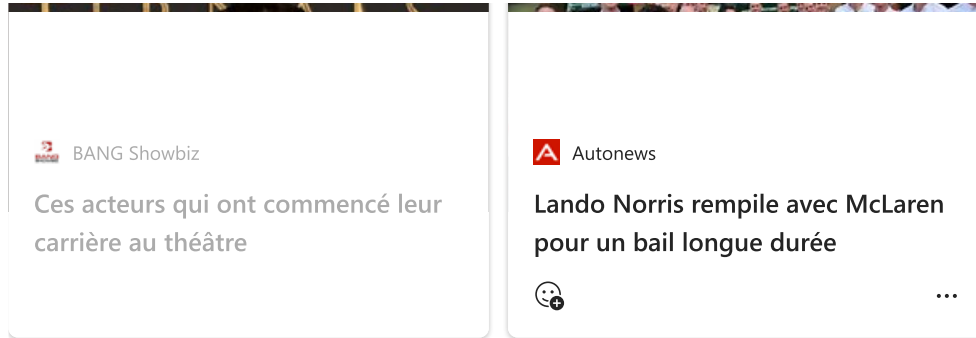 BANG Showbiz
Ces acteurs qui ont commencé leur
carrière au théâtre
Autonews
Lando Norris rempile avec McLaren
pour un bail longue durée